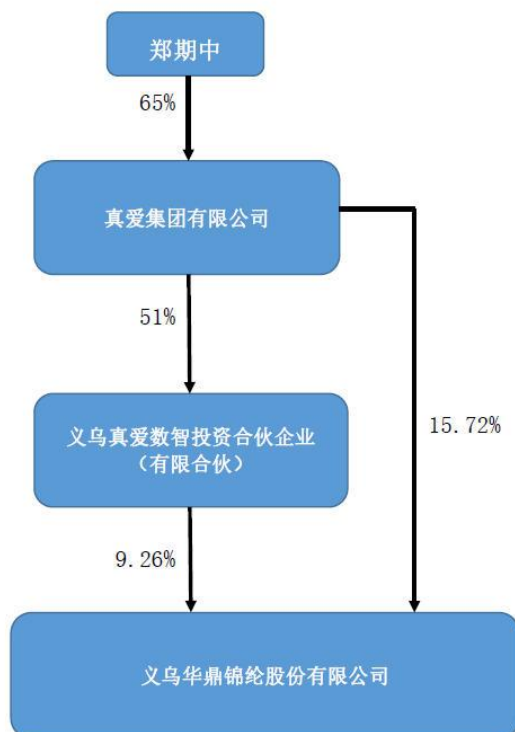 郑期中
65%
真爱集团有限公司
51%
15.72%
义乌真爱数智投资合伙企业
（有限合伙）
9.26%
义乌华鼎锦纶股份有限公司